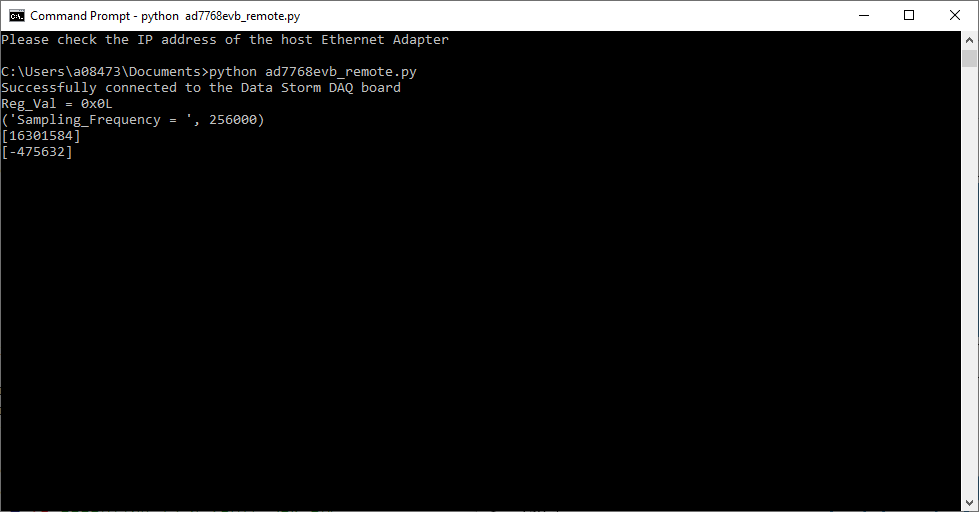 Command Prompt - python  ad7768evb_remote.py
Please check the IP address of the host Ethernet Adapter
C:\Users\a08473\Documents>python ad7768evb_remote.py
Successfully connected to the Data Storm DAQ board
Reg_Val = 0x0L
('Sampling_Frequency = ', 256000)
[16301584]
[-475632]